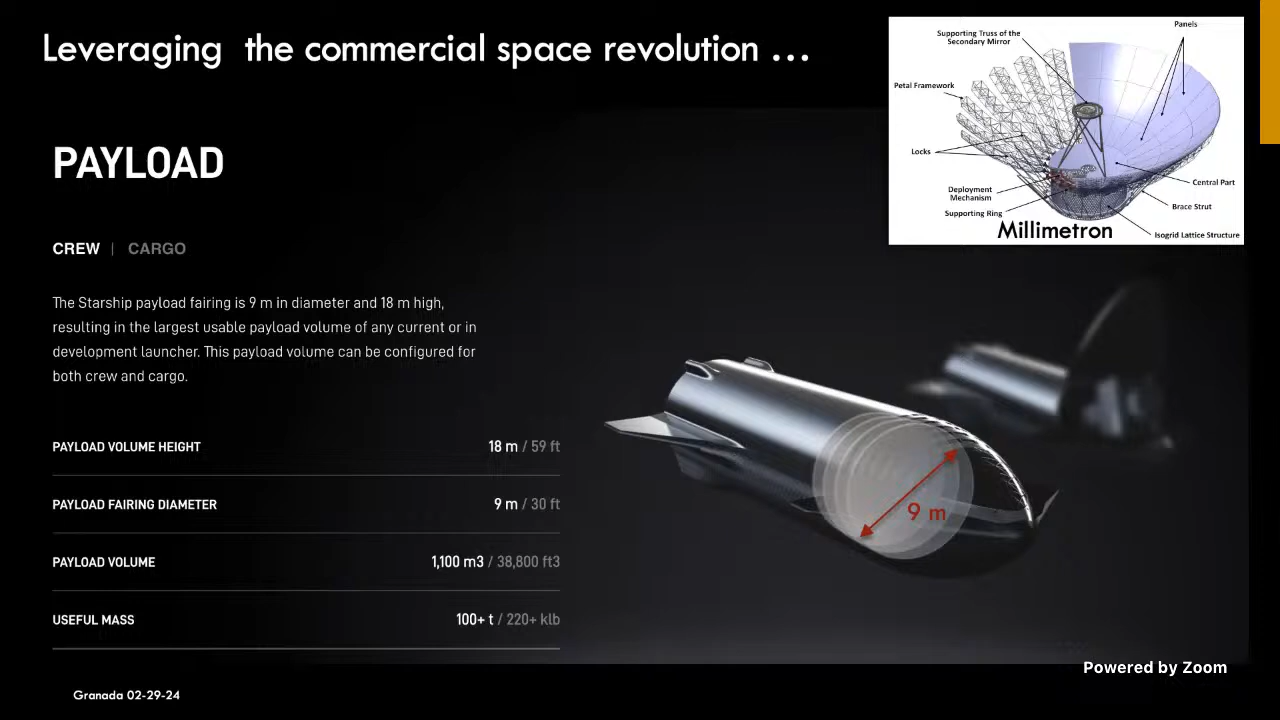 Leveraging the commercial space revolution ...
PAYLOAD
CREW | CARGO
The Starship payload fairing is 9 m in diameter and 18 m high,
resulting in the largest usable payload volume of any current or in
development launcher. This payload volume can be configured for
both crew and cargo.
PAYLOAD VOLUME HEIGHT 18 m / 59 ft
PAYLOAD FAIRING DIAMETER 9 m / 30 ft
PAYLOAD VOLUME 1,100 m3 / 38,800 ft3
USEFUL MASS 100+ t / 220+ klb
Panels
Supporting Truss of the
Secondary Mirror
Petal Framework
Locks
Central Part
Deployment
Mechanism
Brace Strut
Supporting Ring
Millimetron
Isogrid Lattice Structure
9 m
Powered by Zoom
Granada 02-29-24